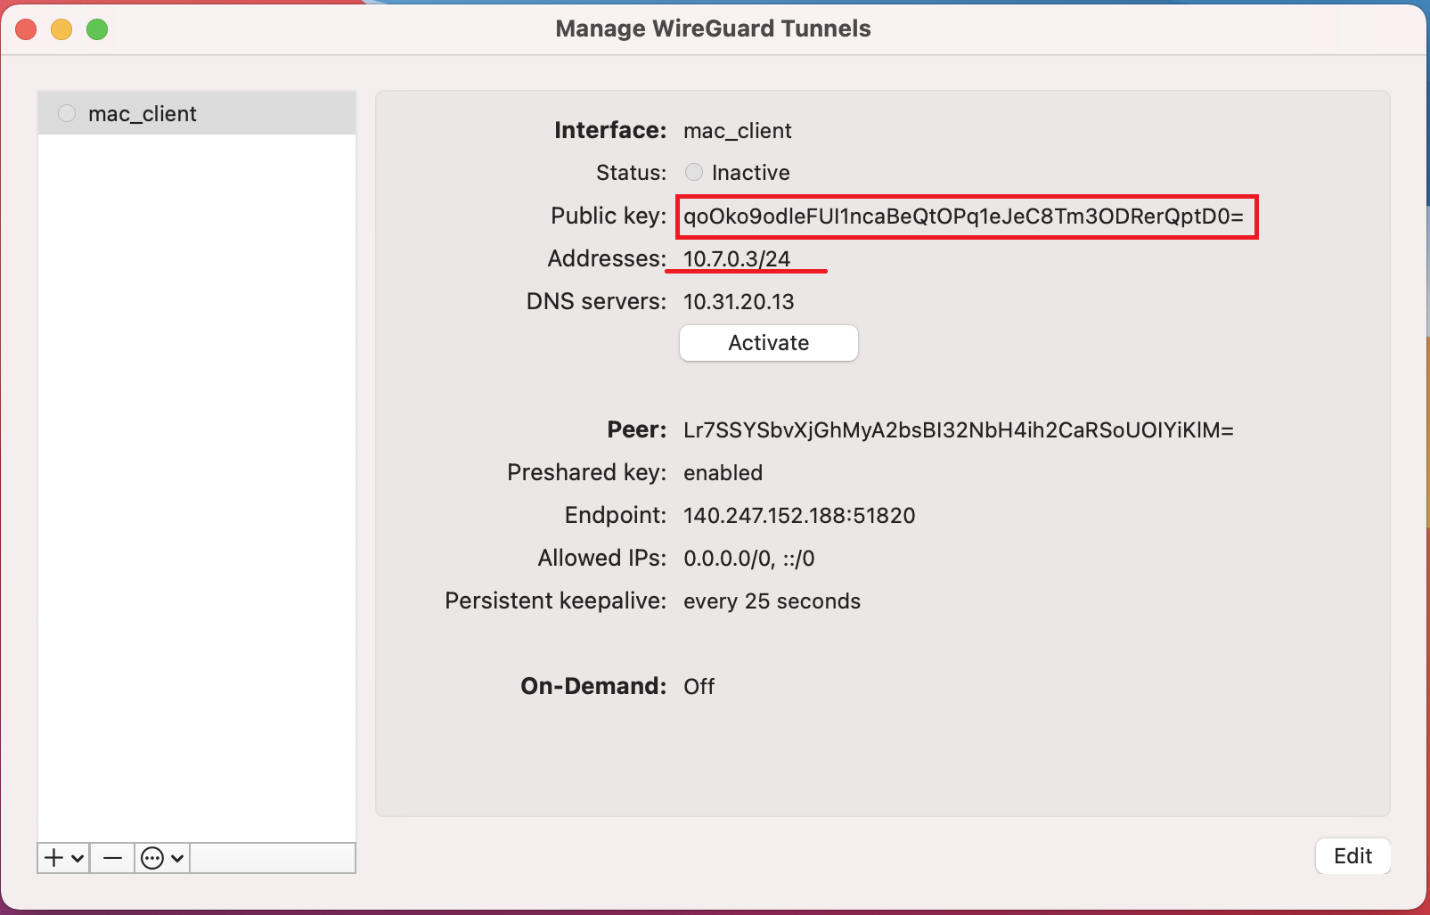 Manage WireGuard Tunnels
mac_client
Interface: mac_client
Status: Inactive
Public key: qoOko9odleFUl1ncaBeQtOPq1eJeC8Tm3ODRerQptD0=
Addresses: 10.7.0.3/24
DNS servers: 10.31.20.13
Activate
Peer: Lr7SSYSbvXjGhMyA2bsBI32NbH4ih2CaRSoUOIYiKlM=
Preshared key: enabled
Endpoint: 140.247.152.188:51820
Allowed IPs: 0.0.0.0/0, ::/0
Persistent keepalive: every 25 seconds
On-Demand: Off
Edit